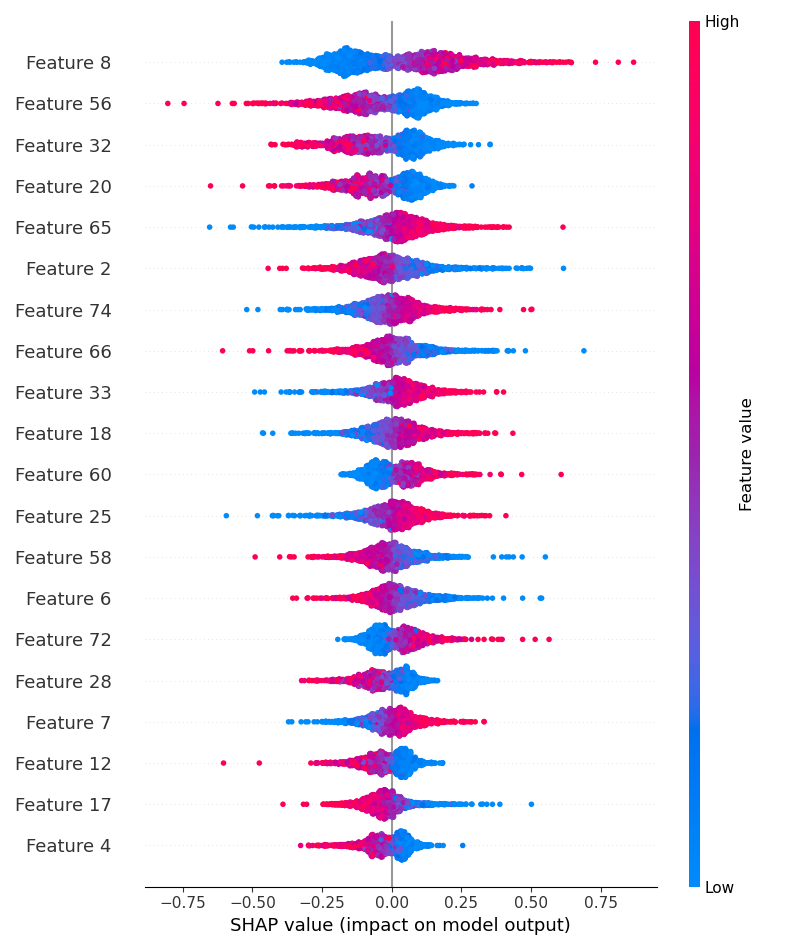 High
Feature 8
Feature 56
Feature 32
Feature 20
Feature 65
Feature 2
Feature 74
Feature 66
Feature 33
Feature 18
Feature 60
Feature 25
Feature 58
Feature 6
Feature 72
Feature 28
Feature 7
Feature 12
Feature 17
Feature 4
Feature value
Low
−0.75 −0.50 −0.25 0.00 0.25 0.50 0.75
SHAP value (impact on model output)